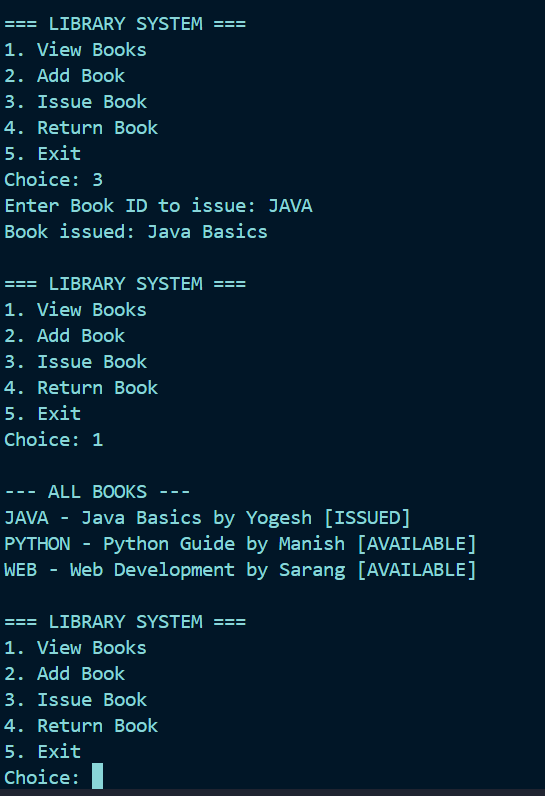 === LIBRARY SYSTEM ===
1. View Books
2. Add Book
3. Issue Book
4. Return Book
5. Exit
Choice: 3
Enter Book ID to issue: JAVA
Book issued: Java Basics
=== LIBRARY SYSTEM ===
1. View Books
2. Add Book
3. Issue Book
4. Return Book
5. Exit
Choice: 1
--- ALL BOOKS ---
JAVA - Java Basics by Yogesh [ISSUED]
PYTHON - Python Guide by Manish [AVAILABLE]
WEB - Web Development by Sarang [AVAILABLE]
=== LIBRARY SYSTEM ===
1. View Books
2. Add Book
3. Issue Book
4. Return Book
5. Exit
Choice: